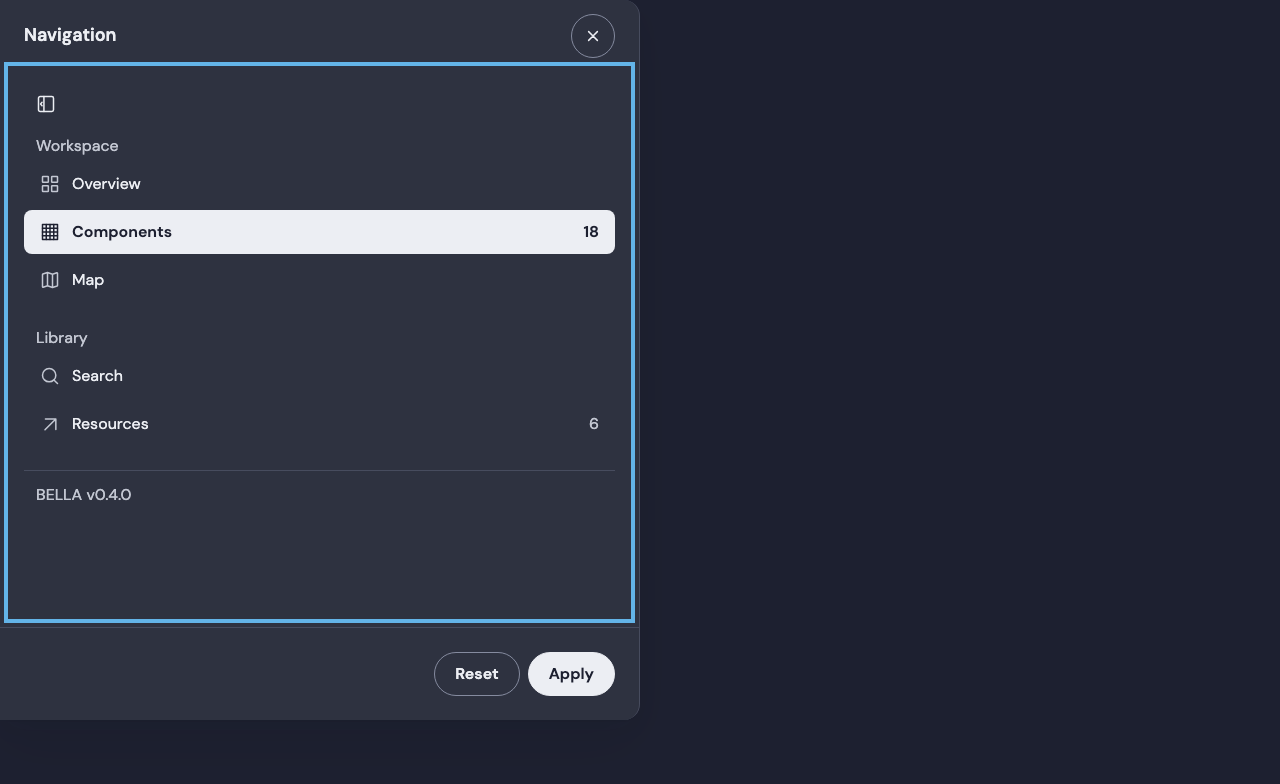 Navigation
Workspace
Overview
Components 18
Map
Library
Search
Resources 6
BELLA v0.4.0
Reset Apply